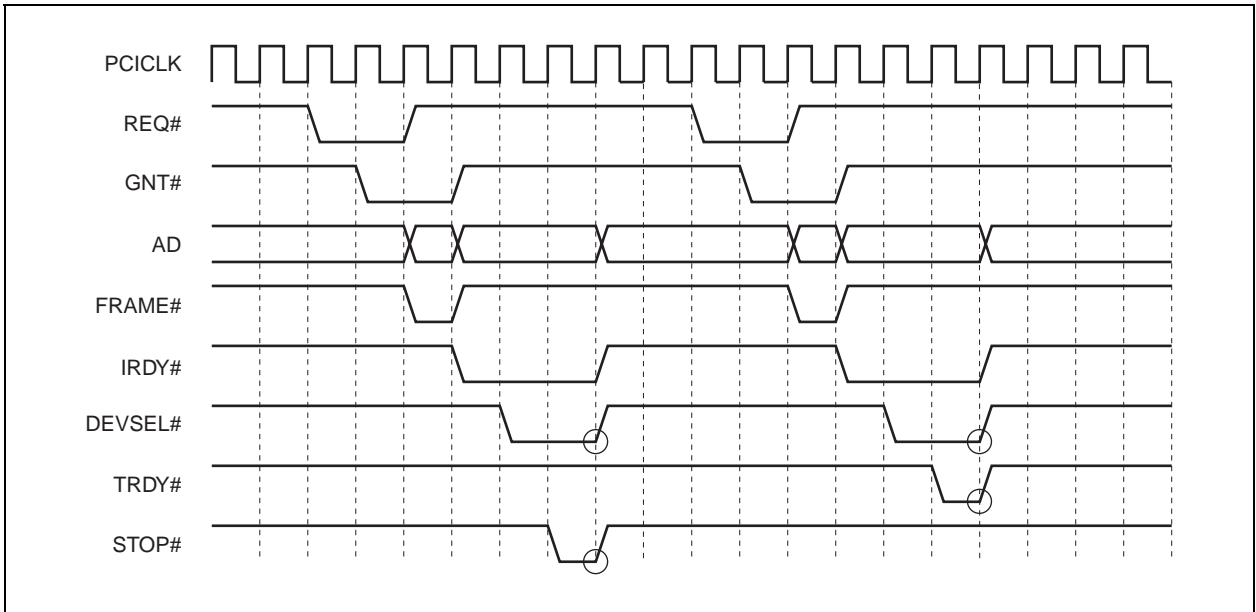 PCICLK
REQ#
GNT#
AD
FRAME#
IRDY#
DEVSEL#
TRDY#
STOP#